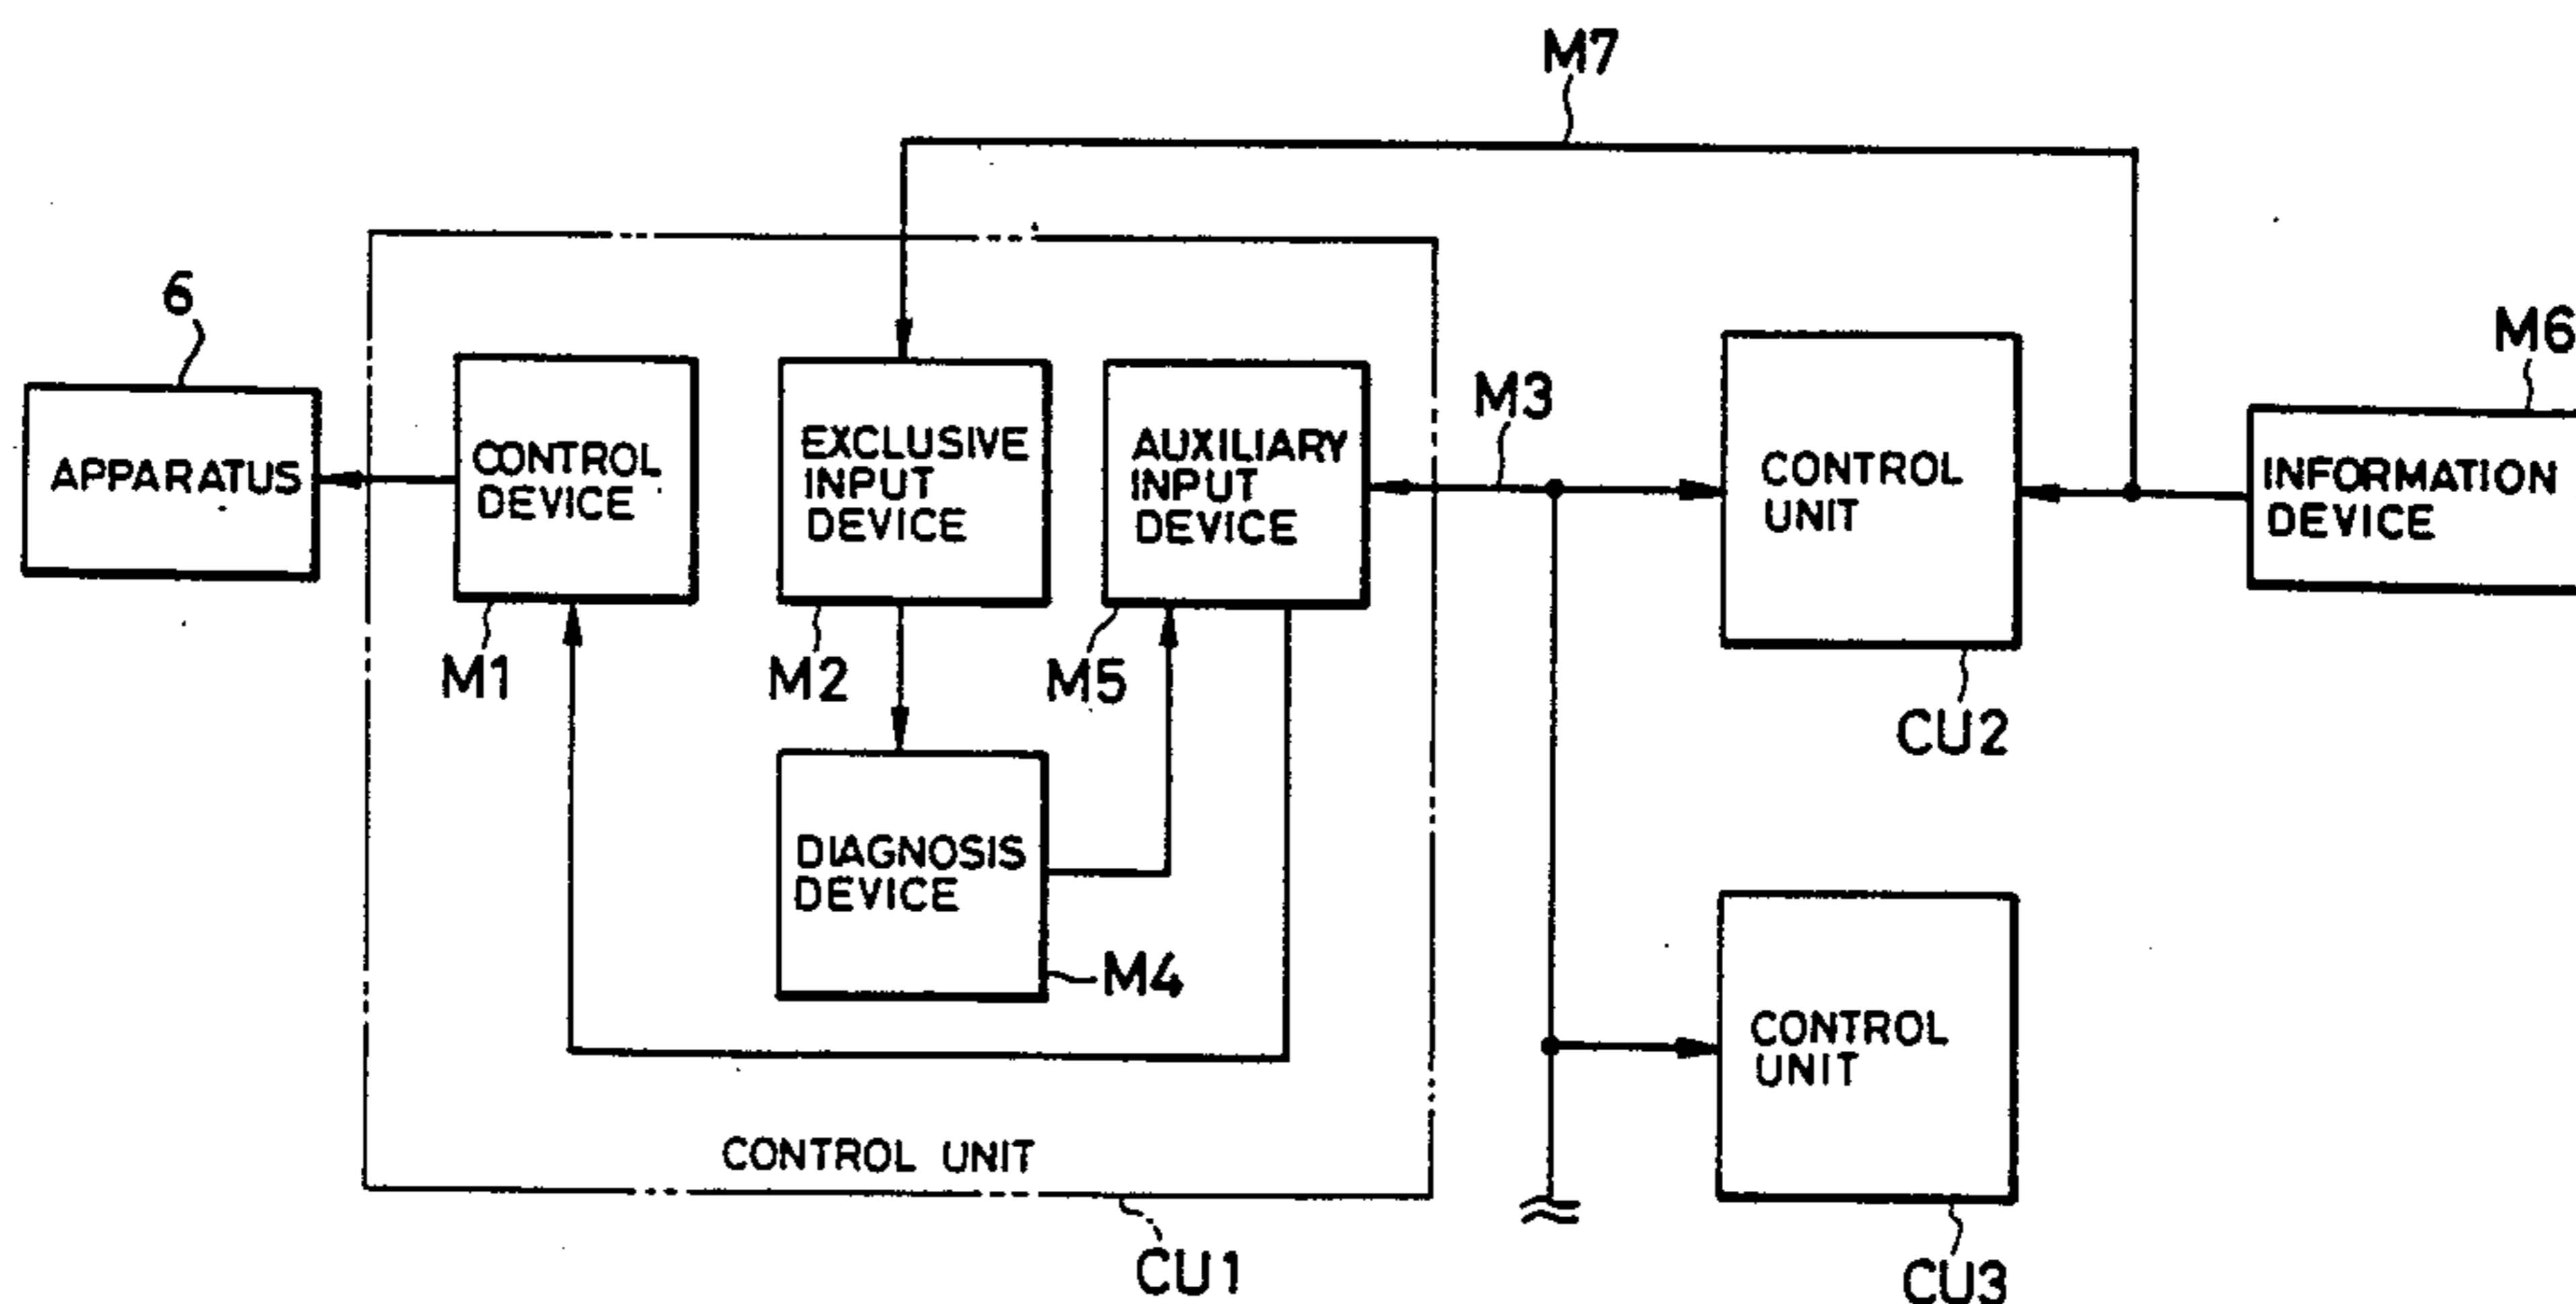 M7
6
M6
M3
APPARATUS
CONTROL
DEVICE
EXCLUSIVE
INPUT
DEVICE
AUXILIARY
INPUT
DEVICE
CONTROL
UNIT
INFORMATION
DEVICE
M1
M2
M5
CU2
DIAGNOSIS
DEVICE
M4
CONTROL
UNIT
CONTROL UNIT
CU1
CU3